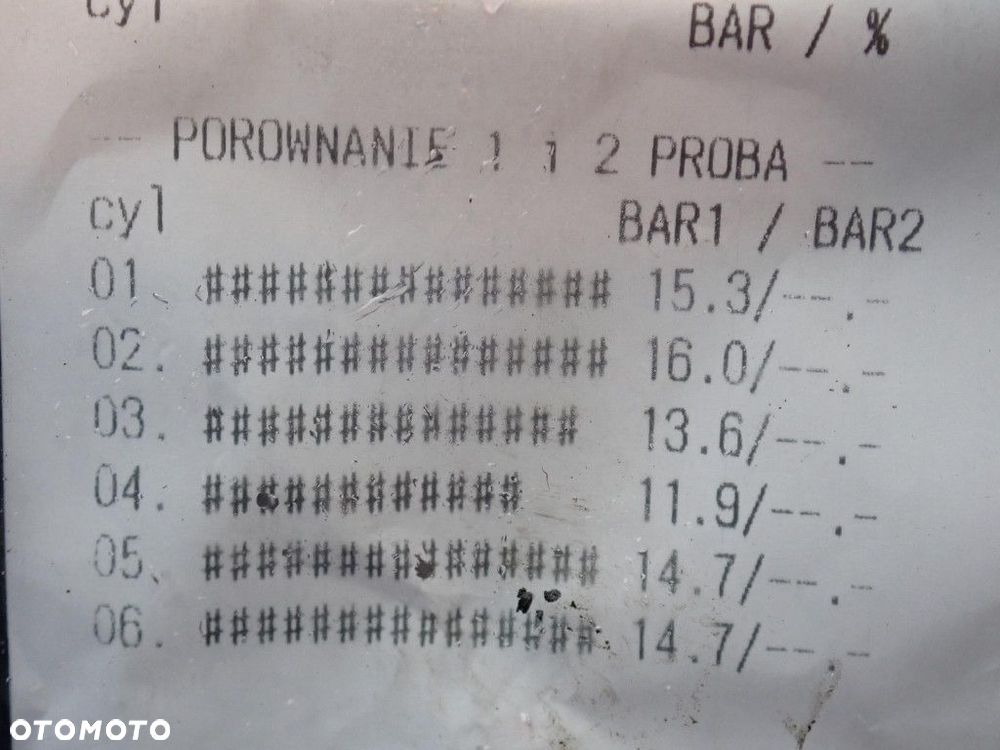 cyl BAR / %
-- POROWNANIE 1 i 2 PROBA --
cyl BAR1 / BAR2
01. ############### 15.3/--.-
02. ############### 16.0/--.-
03. ############## 13.6/--.-
04. ############ 11.9/--.-
05. ############### 14.7/--.-
06. ############### 14.7/--.-
OTOMOTO